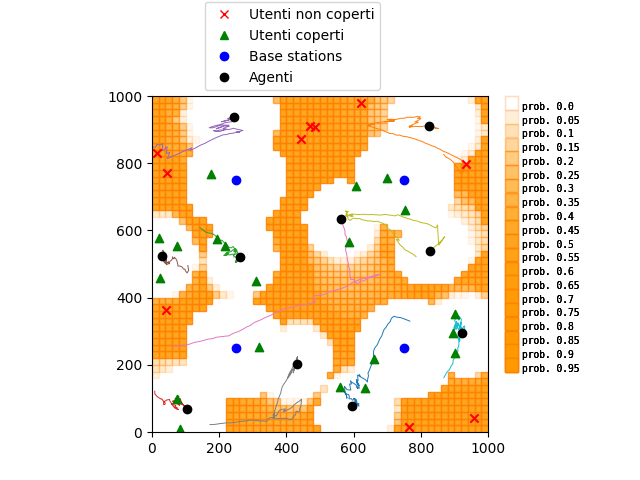 Utenti non coperti
Utenti coperti
Base stations
Agenti
1000
800
600
400
200
0
0
200
400
600
800
1000
prob. 0.0
prob. 0.05
prob. 0.1
prob. 0.15
prob. 0.2
prob. 0.25
prob. 0.3
prob. 0.35
prob. 0.4
prob. 0.45
prob. 0.5
prob. 0.55
prob. 0.6
prob. 0.65
prob. 0.7
prob. 0.75
prob. 0.8
prob. 0.85
prob. 0.9
prob. 0.95